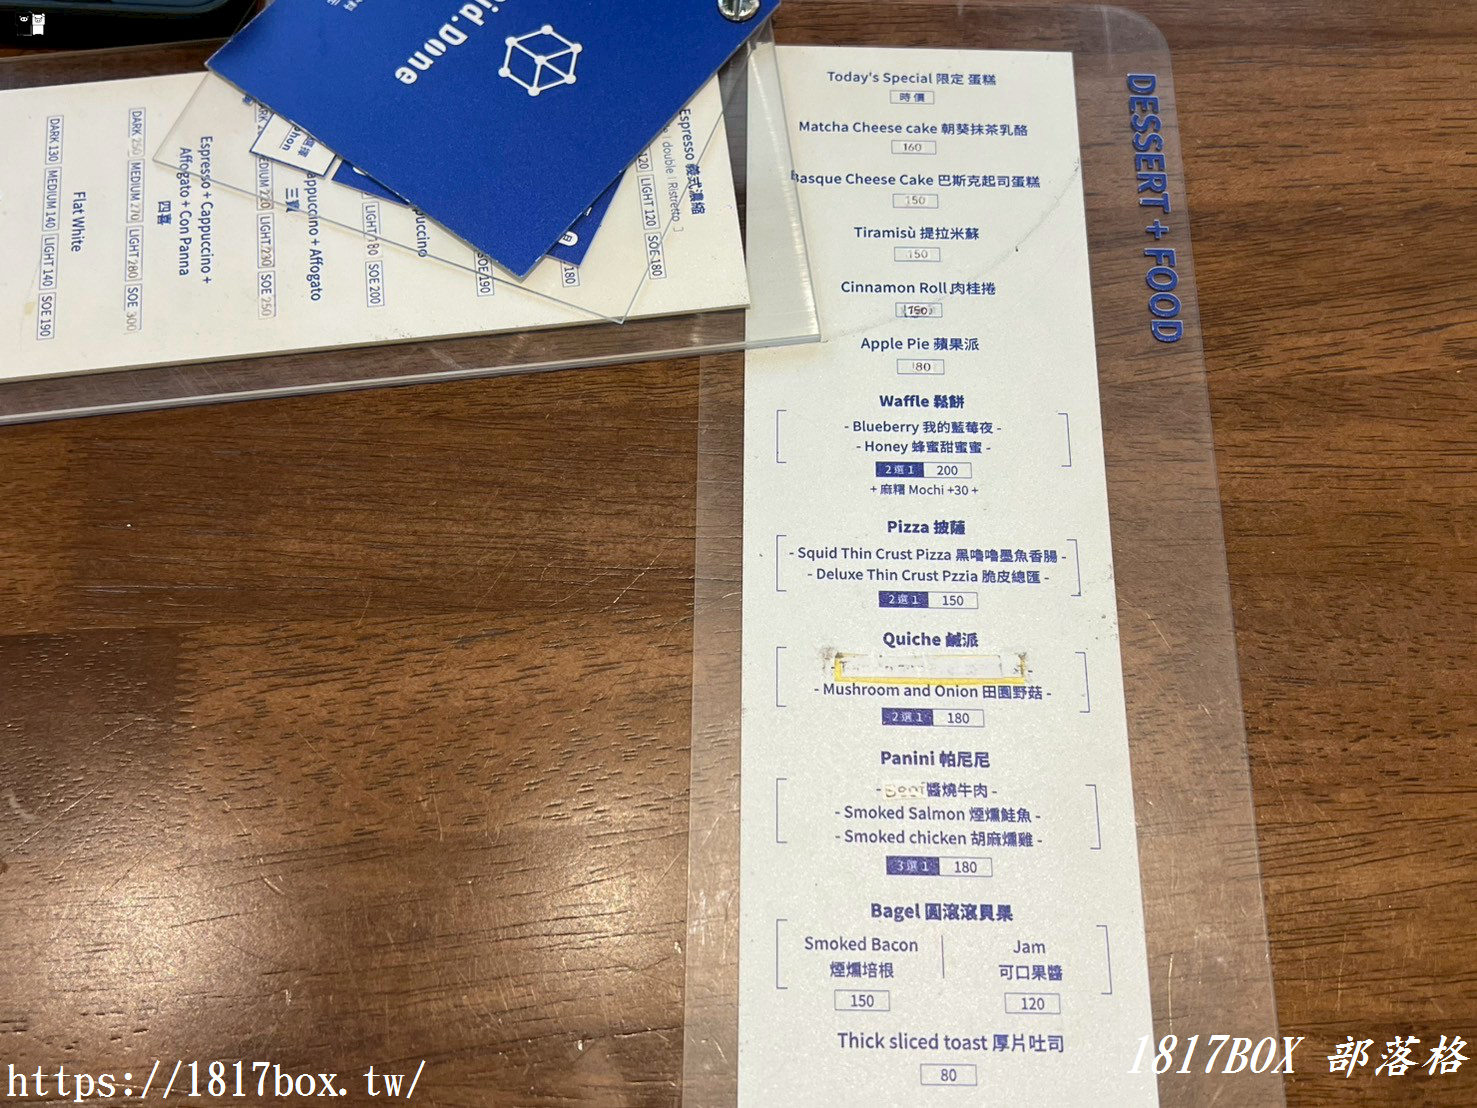 id.Done
Espresso 義式濃縮
double | Ristretto 」
120 LIGHT 120 SOE 180
180
SOE 190
LIGHT 180 SOE 200
Cappuccino + Affogato
三
MEDIUM 220 LIGHT 230 SOE 250
Espresso + Cappuccino +
Affogato + Con Panna
四喜
DARK 250 MEDIUM 270 LIGHT 280 SOE 300
Flat White
DARK 130 MEDIUM 140 LIGHT 140 SOE 190
DESSERT + FOOD
Today's Special 限定 蛋糕
時價
Matcha Cheese cake 朝葵抹茶乳酪
160
Basque Cheese Cake 巴斯克起司蛋糕
150
Tiramisù 提拉米蘇
150
Cinnamon Roll 肉桂捲
Apple Pie 蘋果派
80
Waffle 鬆餅
- Blueberry 我的藍莓夜 -
- Honey 蜂蜜甜蜜蜜 -
2選1 200
+ 麻糬 Mochi +30 +
Pizza 披薩
- Squid Thin Crust Pizza 黑嚕嚕墨魚香腸 -
- Deluxe Thin Crust Pzzia 脆皮總匯 -
2選1 150
Quiche 鹹派
- Mushroom and Onion 田園野菇 -
2選1 180
Panini 帕尼尼
- Beef 醬燒牛肉 -
- Smoked Salmon 煙燻鮭魚 -
- Smoked chicken 胡麻燻雞 -
3選1 180
Bagel 圓滾滾貝果
Smoked Bacon
煙燻培根
150
Jam
可口果醬
120
Thick sliced toast 厚片吐司
80
https://1817box.tw/
1817BOX 部落格